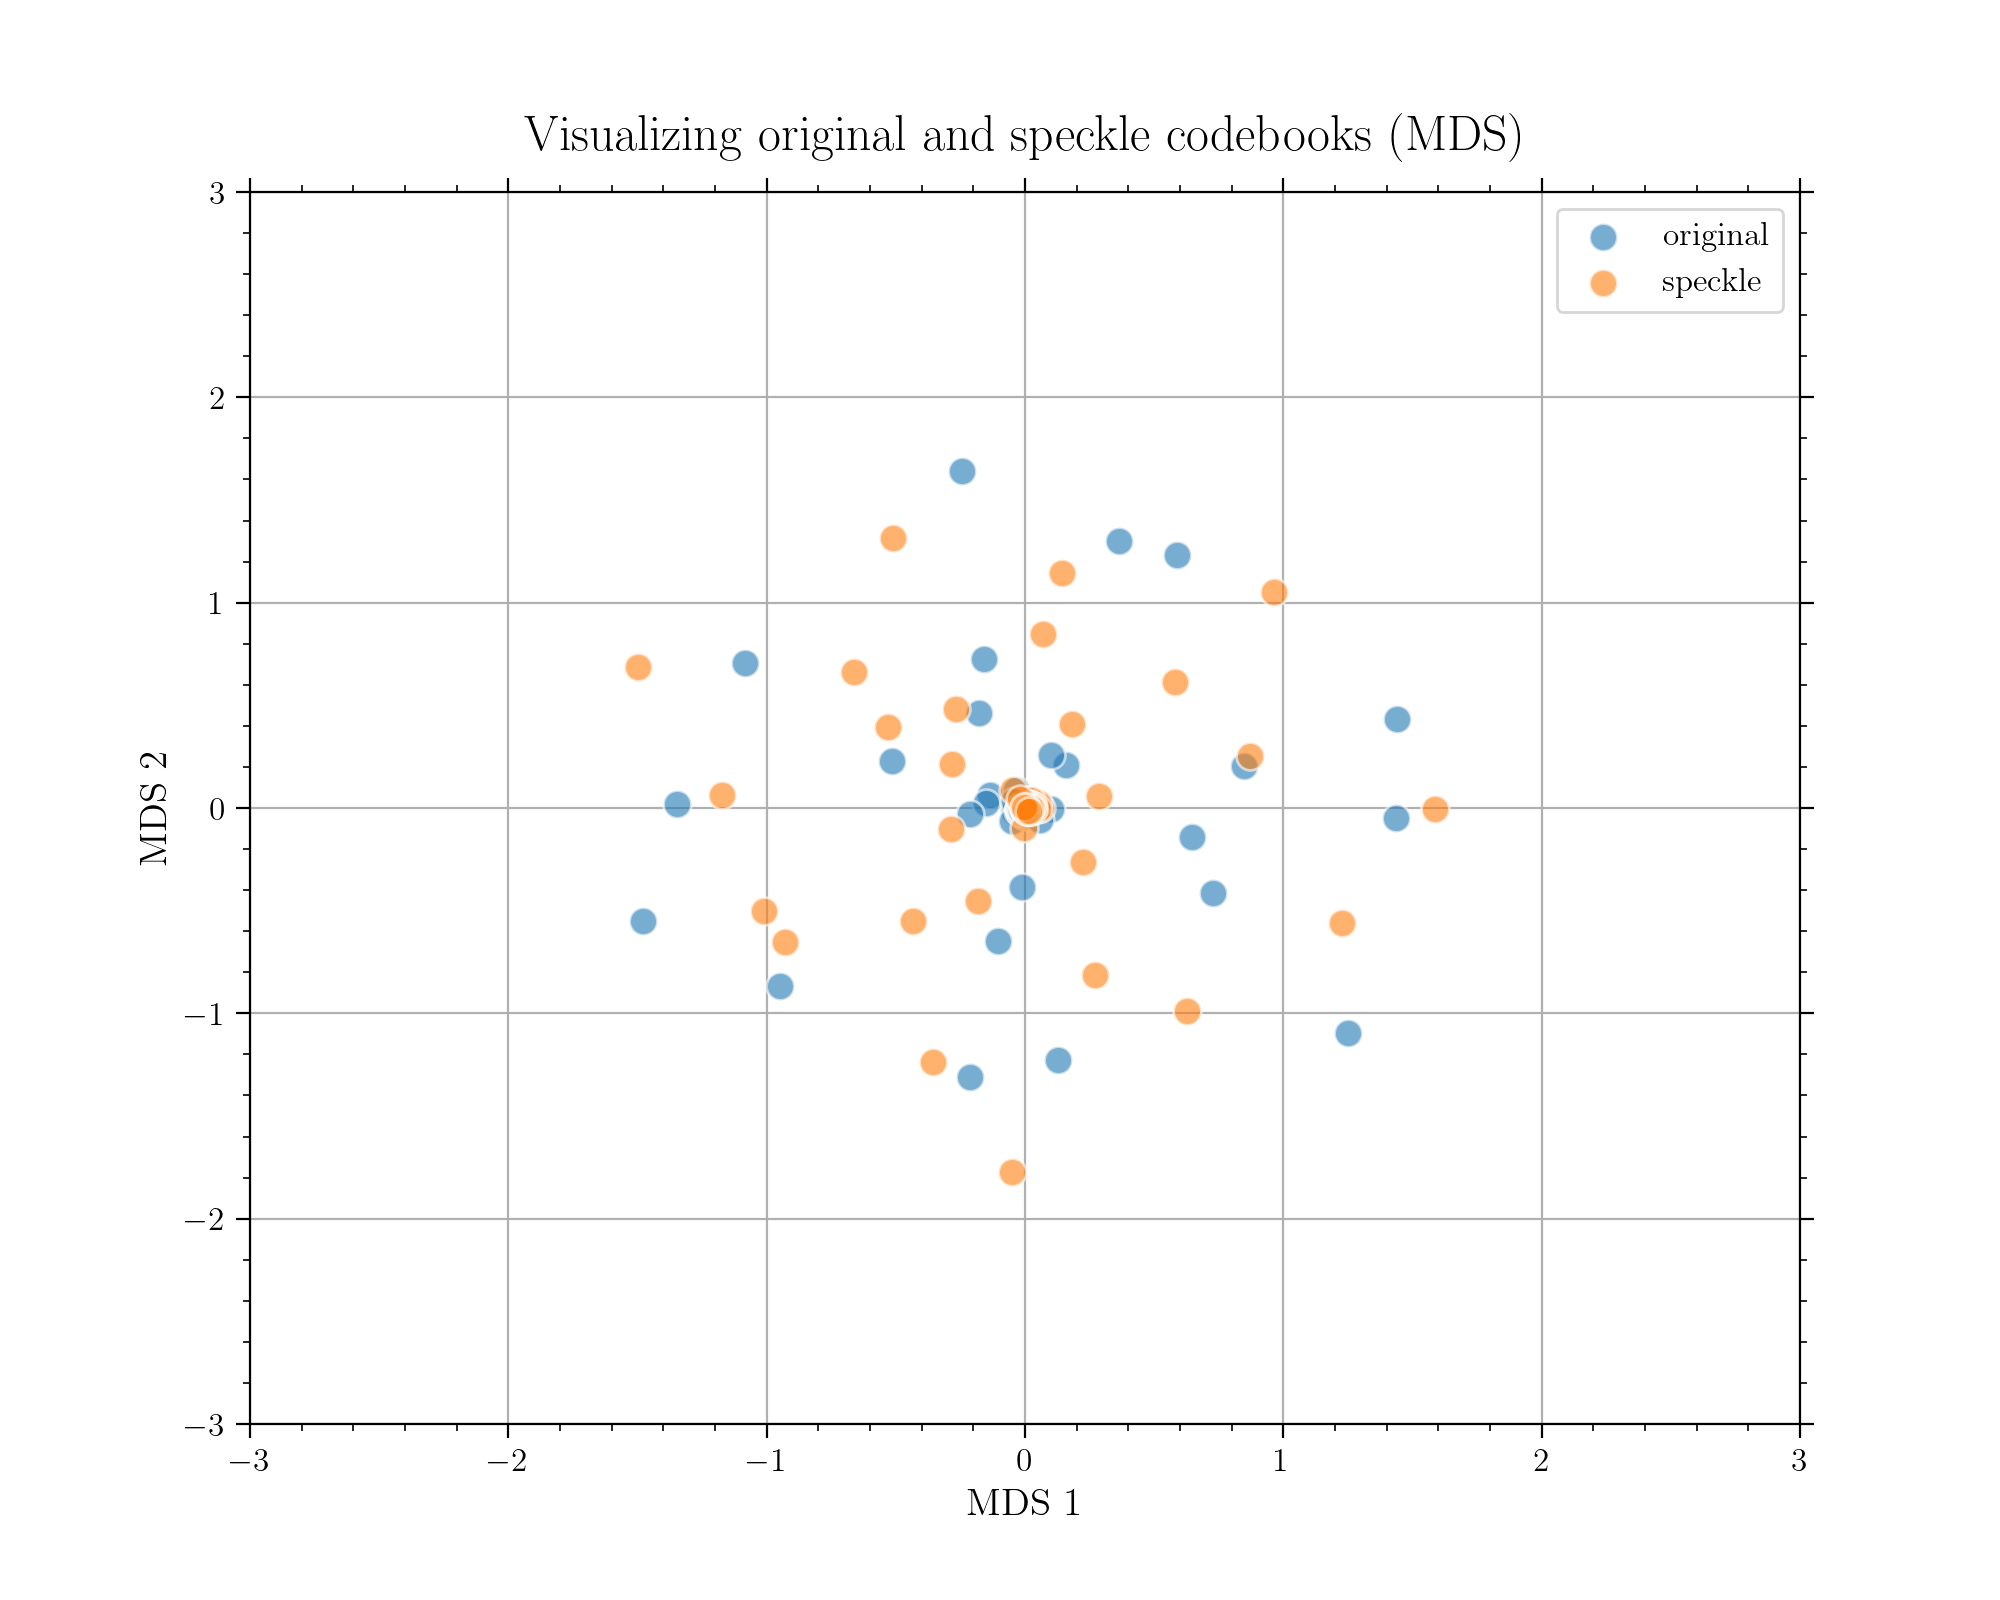 Visualizing original and speckle codebooks (MDS)
original
speckle
MDS 2
3
2
1
0
−1
−2
−3
−3 −2 −1 0 1 2 3
MDS 1